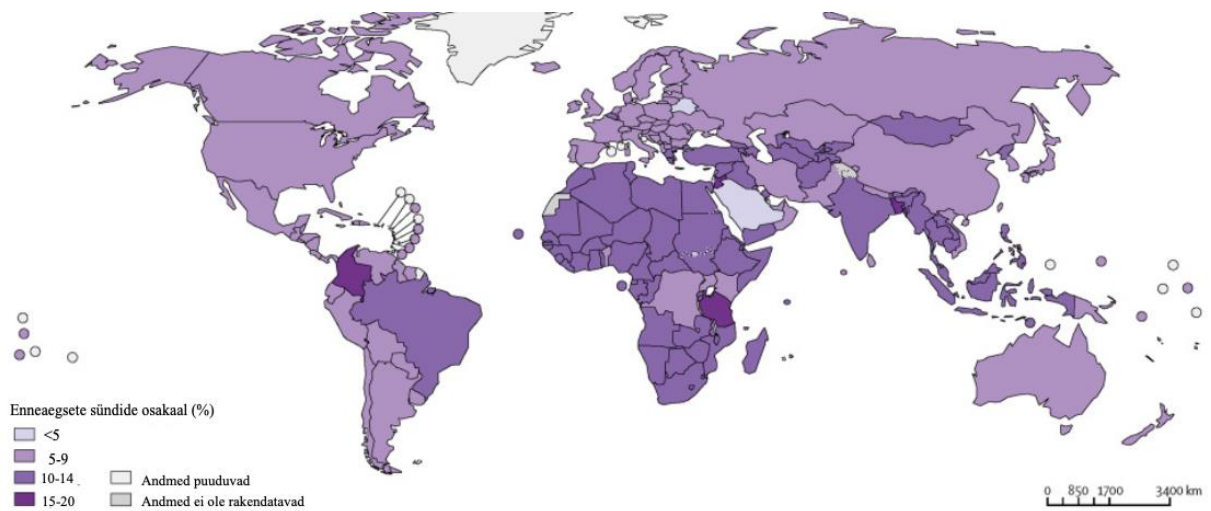 Enneaegsete sündide osakaal (%)
<5
5-9
10-14
15-20
Andmed puuduvad
Andmed ei ole rakendatavad
0 850 1700 3400 km